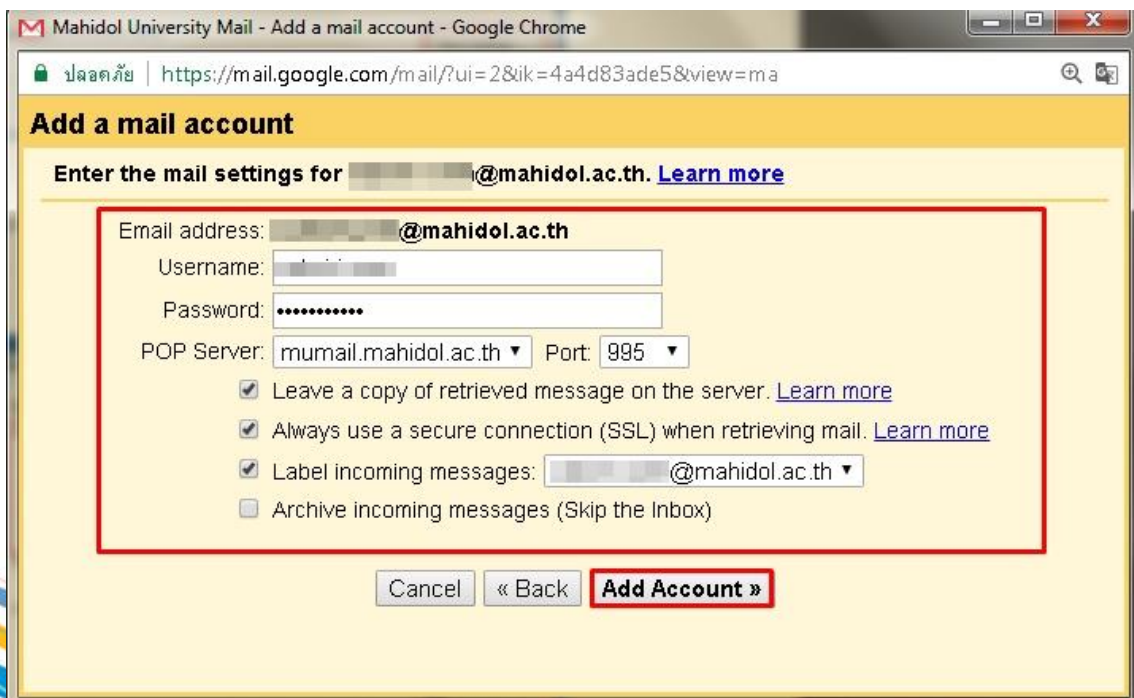 Mahidol University Mail - Add a mail account - Google Chrome
ปลอดภัย | https://mail.google.com/mail/?ui=2&ik=4a4d83ade5&view=ma
Add a mail account
Enter the mail settings for @mahidol.ac.th. Learn more
Email address: @mahidol.ac.th
Username:
Password: •••••••••••
POP Server: mumail.mahidol.ac.th Port: 995
Leave a copy of retrieved message on the server. Learn more
Always use a secure connection (SSL) when retrieving mail. Learn more
Label incoming messages: @mahidol.ac.th
Archive incoming messages (Skip the Inbox)
Cancel « Back Add Account »